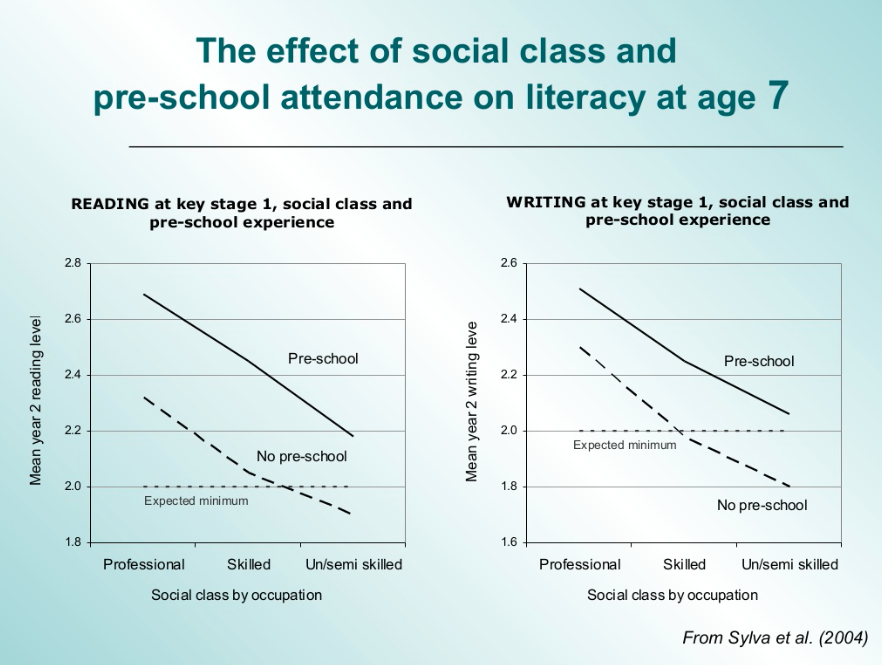 The effect of social class and
pre-school attendance on literacy at age 7
READING at key stage 1, social class and
pre-school experience
2.8
2.6
2.4
2.2
2.0
1.8
Mean year 2 reading level
Pre-school
No pre-school
Expected minimum
Professional
Skilled
Un/semi skilled
Social class by occupation
WRITING at key stage 1, social class and
pre-school experience
2.6
2.4
2.2
2.0
1.8
1.6
Mean year 2 writing leve
Pre-school
Expected minimum
No pre-school
Professional
Skilled
Un/semi skilled
Social class by occupation
From Sylva et al. (2004)